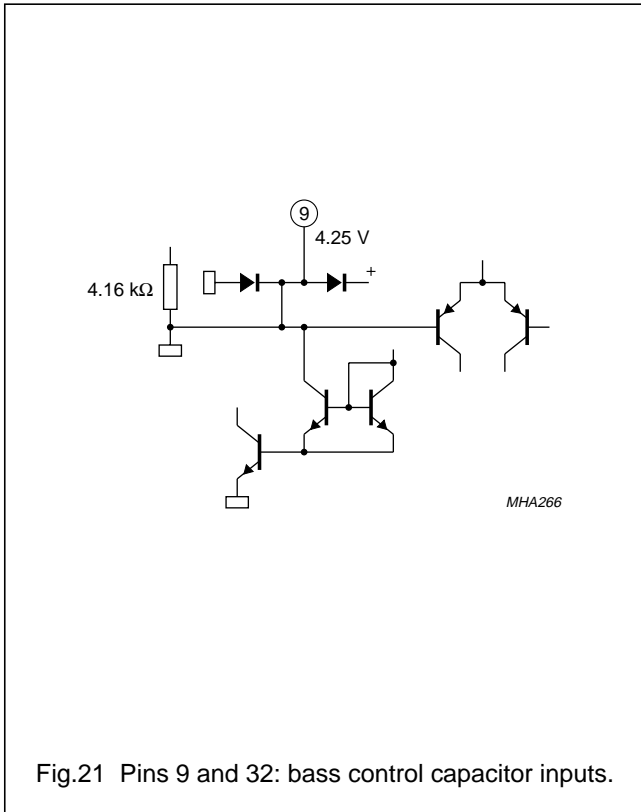 9
4.25 V
+
4.16 kΩ
MHA266
Fig.21 Pins 9 and 32: bass control capacitor inputs.